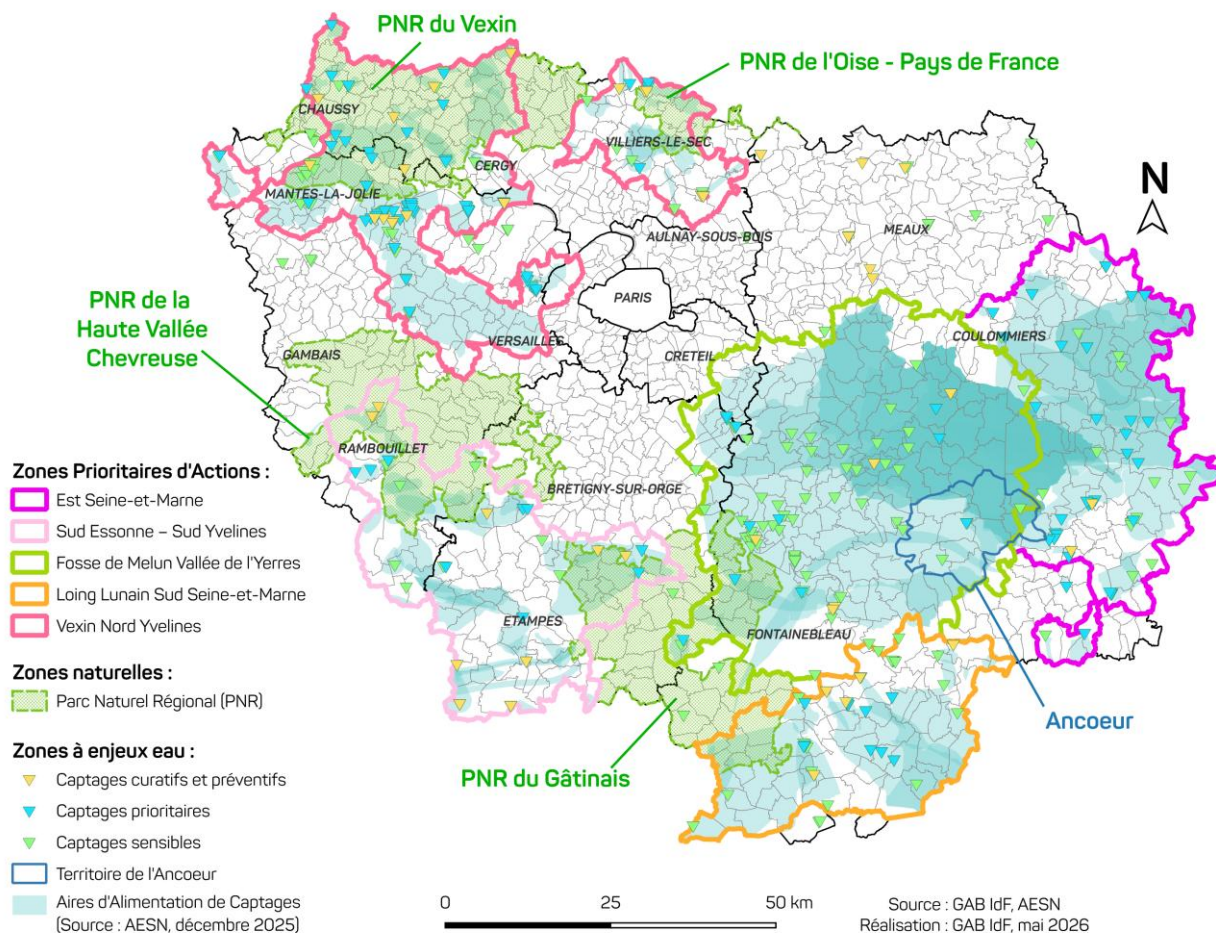 PNR du Vexin
PNR de l'Oise - Pays de France
CHAUSSY
VILLIERS-LE-SEC
CERGY
MANTES-LA-JOLIE
N
AULNAY-SOUS-BOIS
MEAUX
PNR de la
Haute Vallée
Chevreuse
PARIS
VERSAILLES
COULOMMIERS
GAMBAIS
CRETEIL
RAMBOUILLET
BRETIGNY-SUR-ORGE
ETAMPES
FONTAINEBLEAU
Ancoeur
PNR du Gâtinais
Zones Prioritaires d'Actions :
Est Seine-et-Marne
Sud Essonne – Sud Yvelines
Fosse de Melun Vallée de l'Yerres
Loing Lunain Sud Seine-et-Marne
Vexin Nord Yvelines
Zones naturelles :
Parc Naturel Régional (PNR)
Zones à enjeux eau :
Captages curatifs et préventifs
Captages prioritaires
Captages sensibles
Territoire de l'Ancoeur
Aires d'Alimentation de Captages
(Source : AESN, décembre 2025)
0 25 50 km
Source : GAB IdF, AESN
Réalisation : GAB IdF, mai 2026